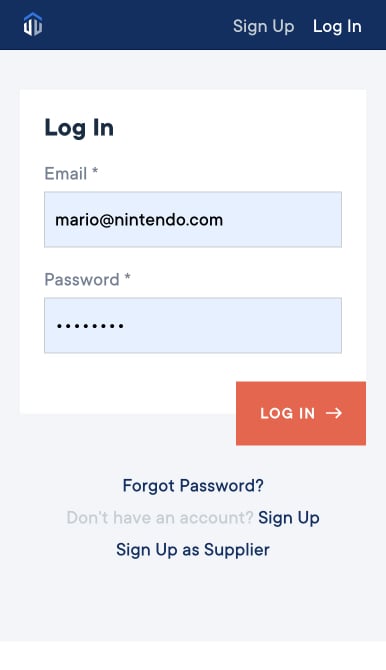 Sign Up Log In
Log In
Email *
mario@nintendo.com
Password *
••••••••
LOG IN →
Forgot Password?
Don't have an account? Sign Up
Sign Up as Supplier